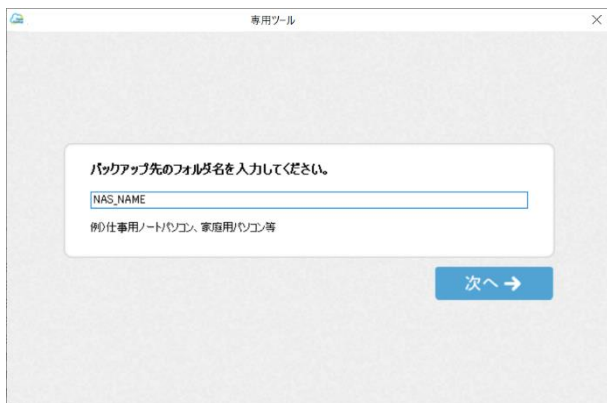 専用ツール
バックアップ先のフォルダ名を入力してください。
NAS_NAME
例)仕事用ノートパソコン、家庭用パソコン等
次へ →